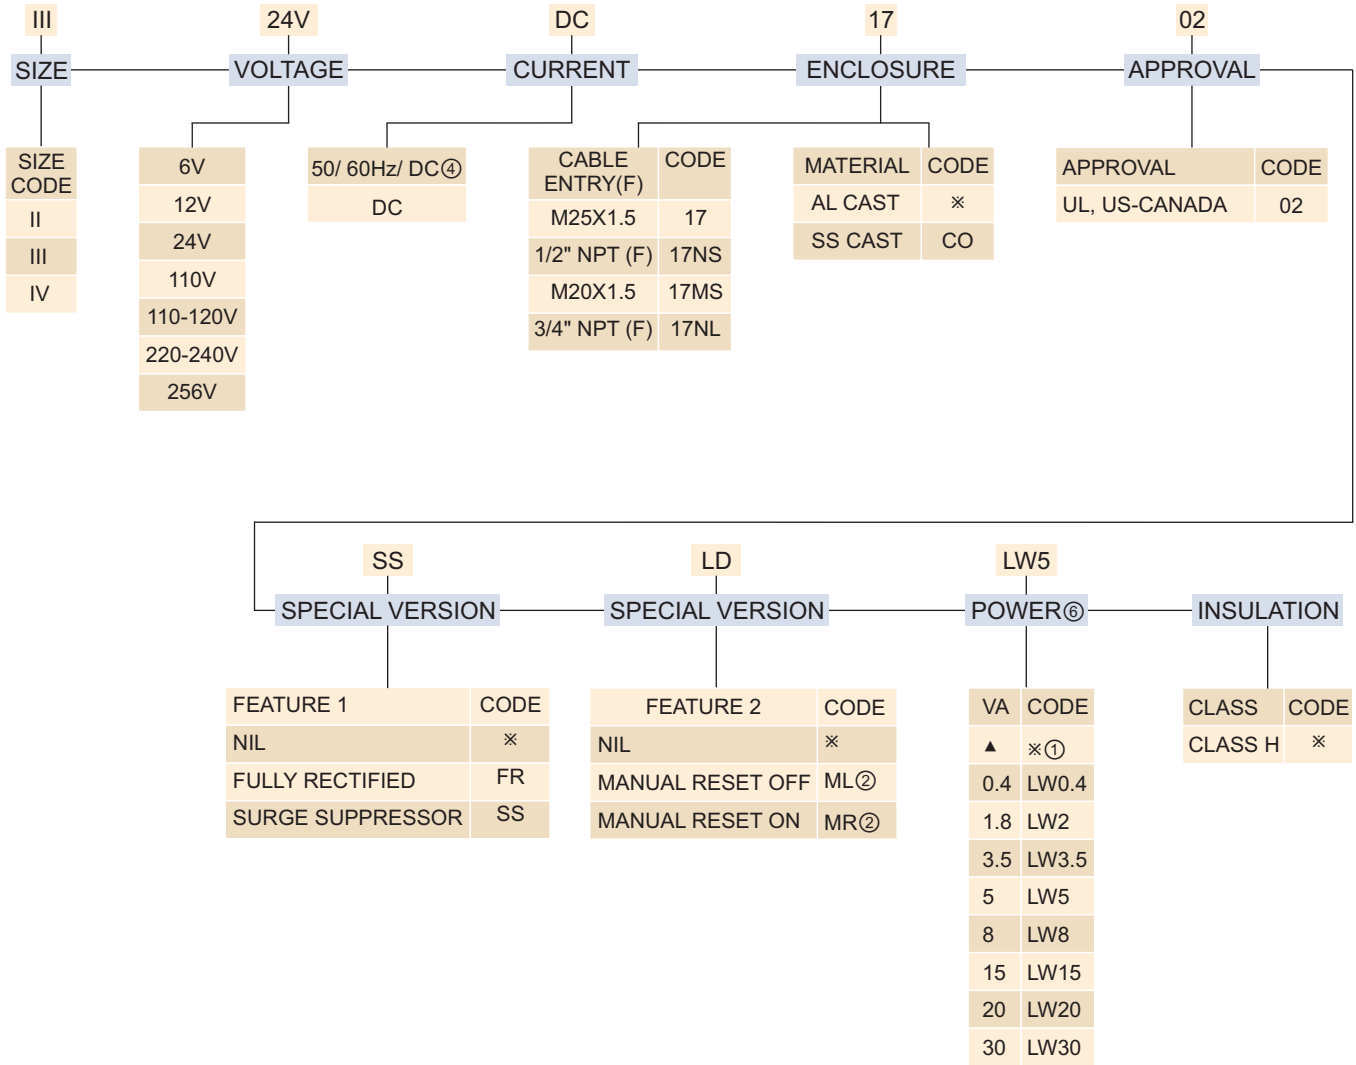 III 24V DC 17 02
SIZE VOLTAGE CURRENT ENCLOSURE APPROVAL
SIZE
CODE
II
III
IV
6V
12V
24V
110V
110-120V
220-240V
256V
50/ 60Hz/ DC④
DC
CABLE
ENTRY(F) CODE
M25X1.5 17
1/2" NPT (F) 17NS
M20X1.5 17MS
3/4" NPT (F) 17NL
MATERIAL CODE
AL CAST ※
SS CAST CO
APPROVAL CODE
UL, US-CANADA 02
SS LD LW5
SPECIAL VERSION SPECIAL VERSION POWER⑥ INSULATION
FEATURE 1 CODE
NIL ※
FULLY RECTIFIED FR
SURGE SUPPRESSOR SS
FEATURE 2 CODE
NIL ※
MANUAL RESET OFF ML②
MANUAL RESET ON MR②
VA CODE
▲ ※①
0.4 LW0.4
1.8 LW2
3.5 LW3.5
5 LW5
8 LW8
15 LW15
20 LW20
30 LW30
CLASS CODE
CLASS H ※